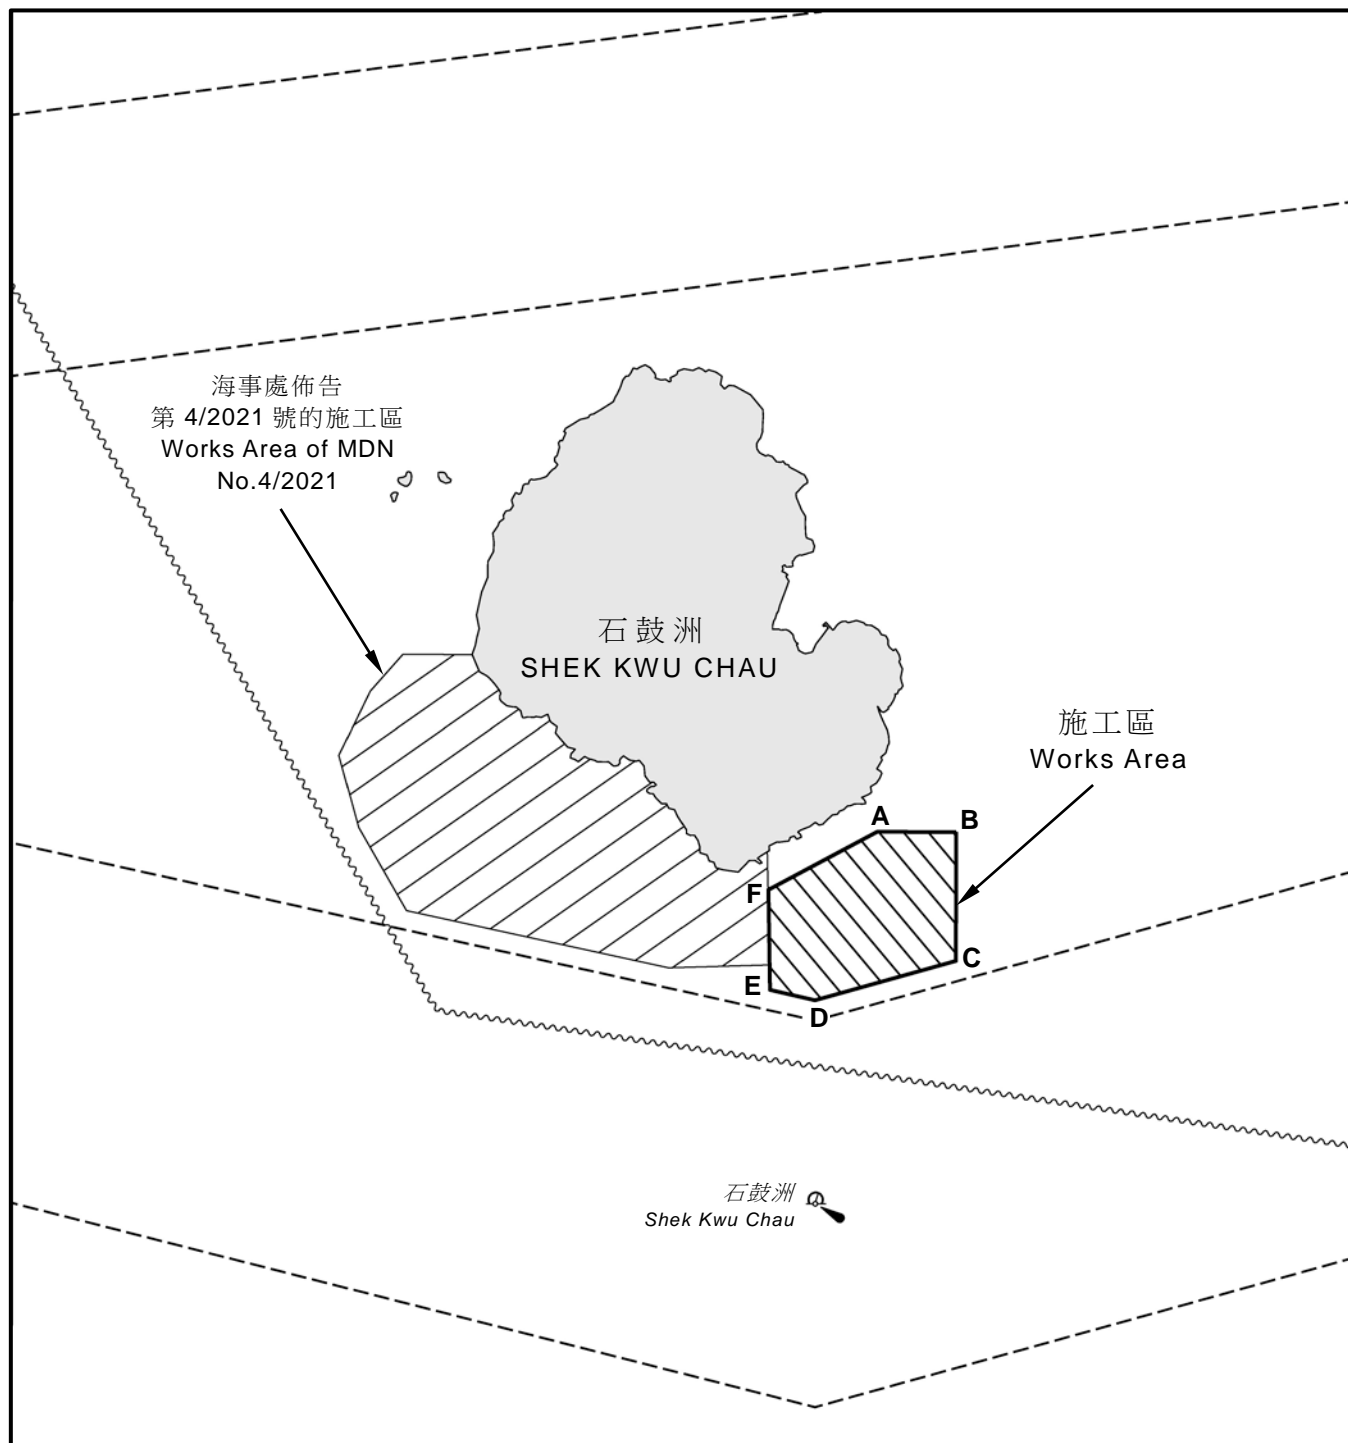 海事處佈告
第 4/2021 號的施工區
Works Area of MDN
No.4/2021
石鼓洲
SHEK KWU CHAU
施工區
Works Area
A
B
F
C
E
D
石鼓洲
Shek Kwu Chau